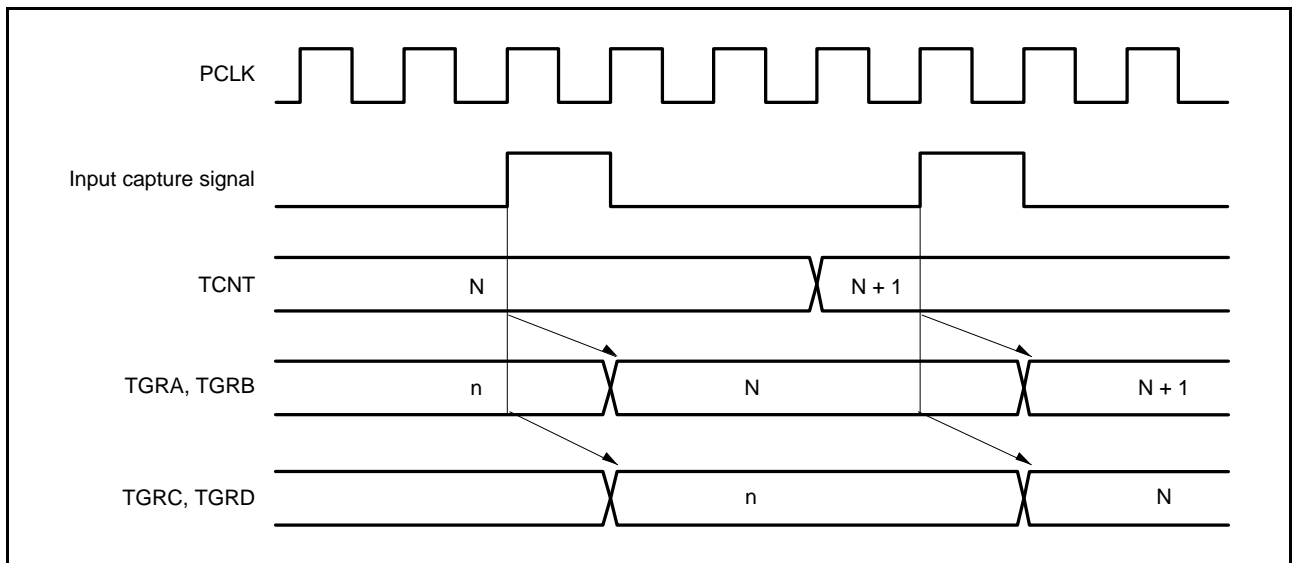 PCLK
Input capture signal
TCNT
N
N + 1
TGRA, TGRB
n
N
N + 1
TGRC, TGRD
n
N